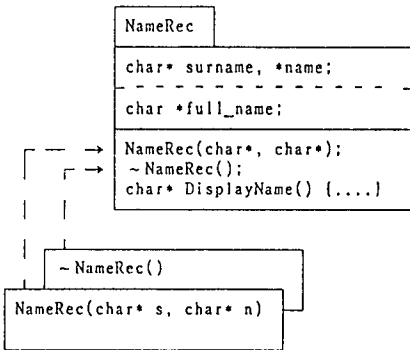 NameRec
char* surname, *name;
char *full_name;
NameRec(char*, char*);
~NameRec();
char* DisplayName() {....}
~NameRec()
NameRec(char* s, char* n)